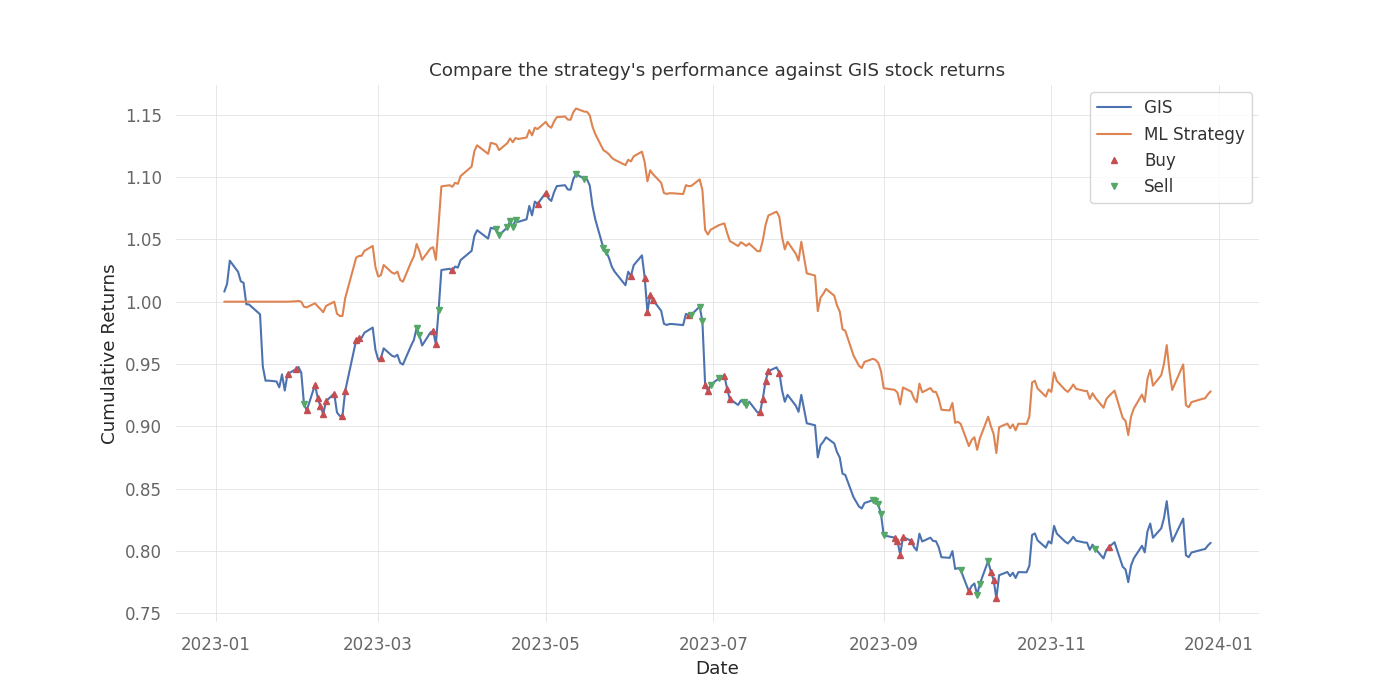 Compare the strategy's performance against GIS stock returns
GIS
ML Strategy
Buy
Sell
Cumulative Returns
1.15
1.10
1.05
1.00
0.95
0.90
0.85
0.80
0.75
2023-01
2023-03
2023-05
2023-07
2023-09
2023-11
2024-01
Date